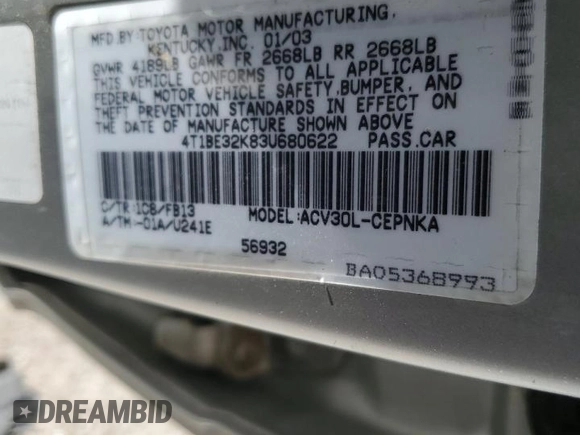 MFD.BY:TOYOTA MOTOR MANUFACTURING,
KENTUCKY,INC. 01/03
GVWR 4189LB GAWR FR 2668LB RR 2668LB
THIS VEHICLE CONFORMS TO ALL APPLICABLE
FEDERAL MOTOR VEHICLE SAFETY,BUMPER, AND
THEFT PREVENTION STANDARDS IN EFFECT ON
THE DATE OF MANUFACTURE SHOWN ABOVE
4T1BE32K83U680622 PASS.CAR
C/TR:1C8/FB13 MODEL:ACV30L-CEPNKA
A/TM:-01A/U241E
56932
BA05368993
DREAMBID